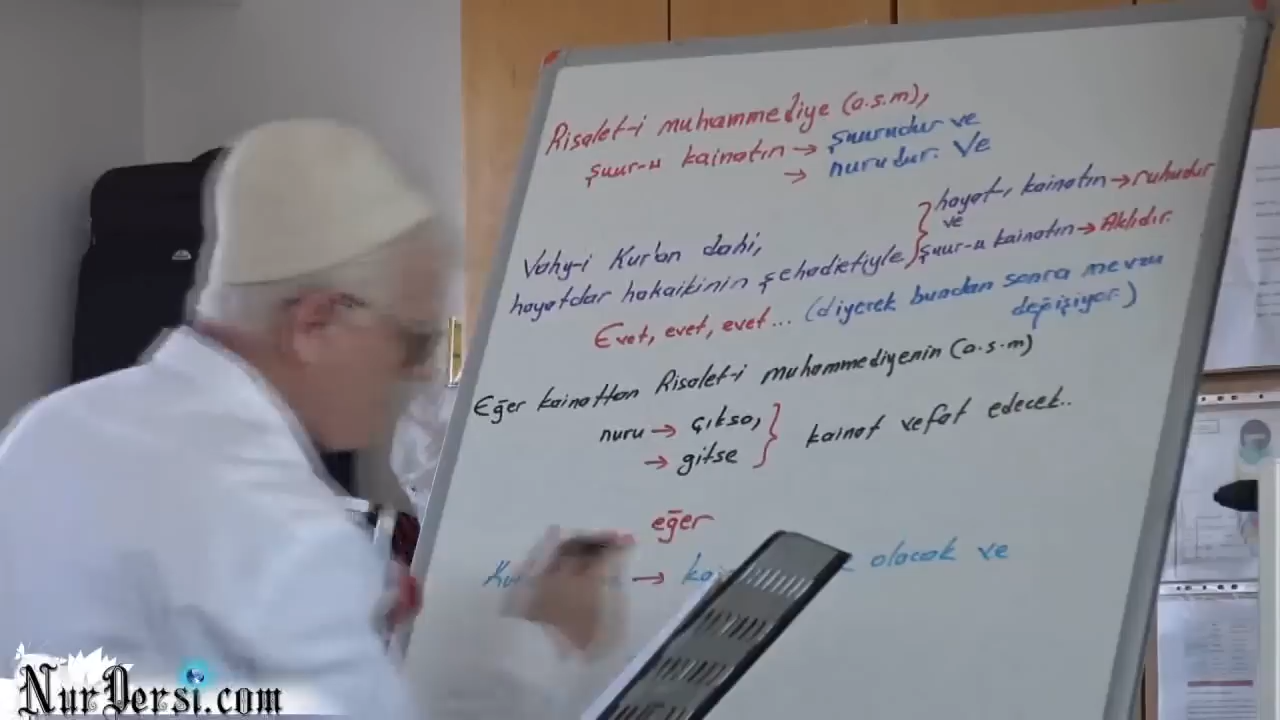 Risalet-i muhammediye (a.s.m),
şuur-u kainatın → şuurudur ve
→ nurudur. Ve
Vahy-i Kur'an dahi,
hayatdar hakaikinin şehadetiyle
hayat-ı kainatın → ruhudur
ve
şuur-u kainatın → Aklıdır.
Evet, evet, evet... (diyerek bundan sonra mevzu
değişiyor.)
Eğer kainattan Risalet-i muhammediyenin (a.s.m)
nuru → çıksa,
→ gitse
kainat vefat edecek..
eğer
→ olacak ve
NurDersi.com